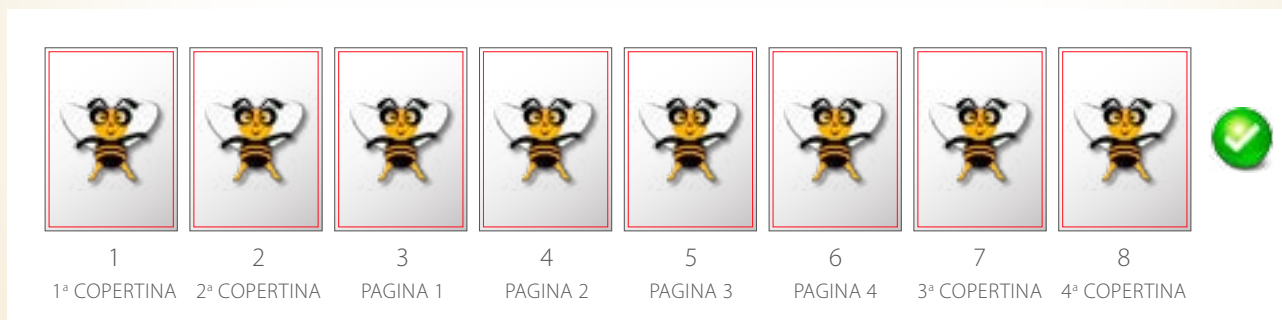 1 2 3 4 5 6 7 8
1ª COPERTINA 2ª COPERTINA PAGINA 1 PAGINA 2 PAGINA 3 PAGINA 4 3ª COPERTINA 4ª COPERTINA